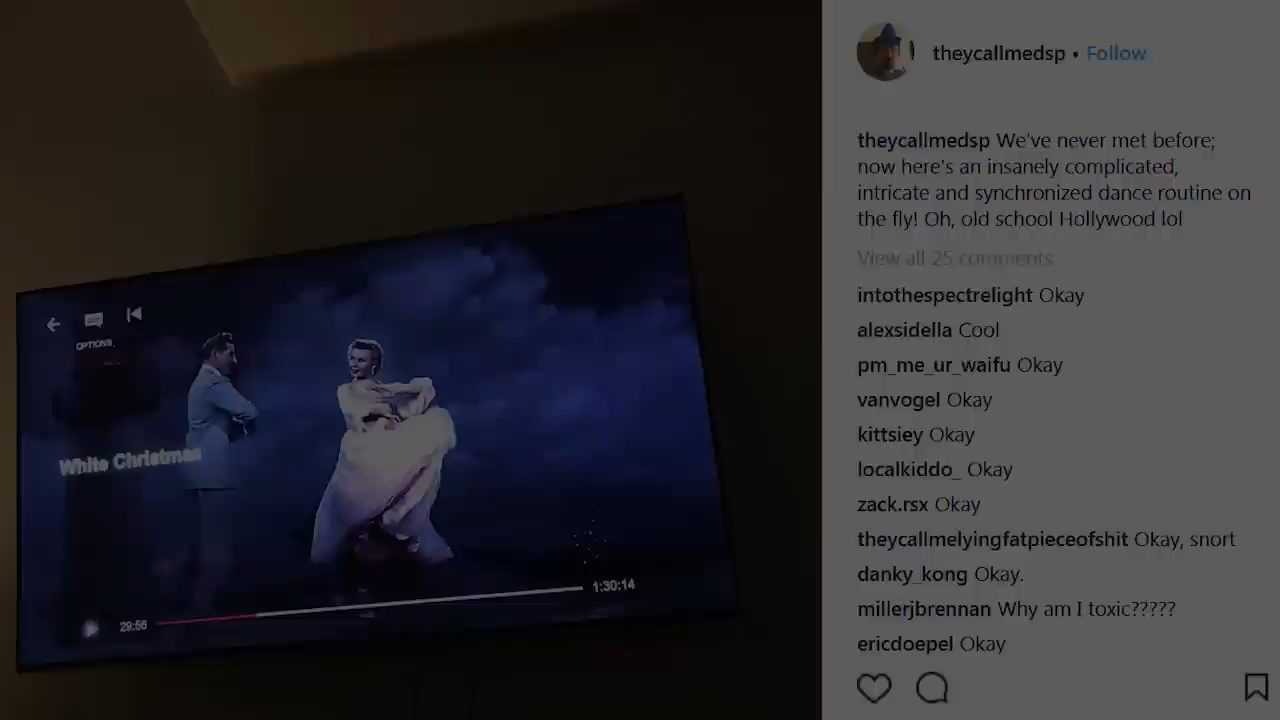 theycallmedsp • Follow
theycallmedsp We've never met before;
now here's an insanely complicated,
intricate and synchronized dance routine on
the fly! Oh, old school Hollywood lol
View all 25 comments
intothespectrelight Okay
alexsidella Cool
pm_me_ur_waifu Okay
vanvogel Okay
kittsiey Okay
localkiddo_ Okay
zack.rsx Okay
theycallmelyingfatpieceofshit Okay, snort
danky_kong Okay.
millerjbrennan Why am I toxic?????
ericdoepel Okay
OPTIONS
White Christmas
29:56
1:30:14